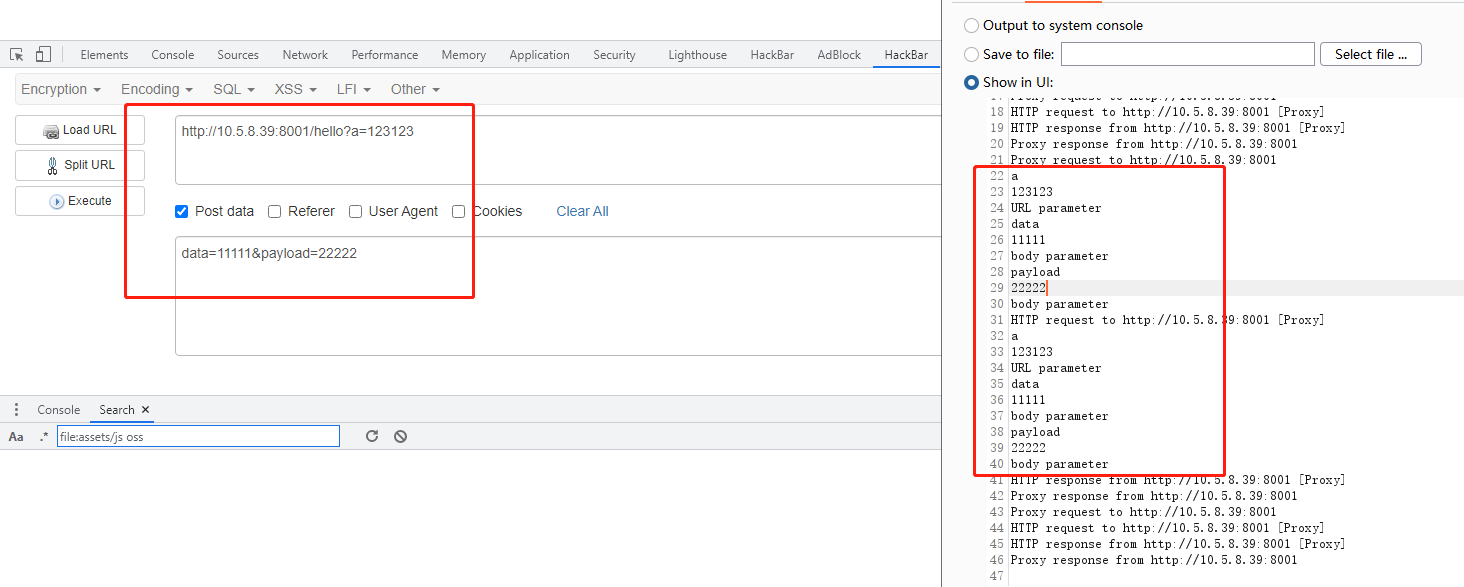 Elements Console Sources Network Performance Memory Application Security Lighthouse HackBar AdBlock HackBar
Encryption Encoding SQL XSS LFI Other
Load URL
Split URL
Execute
http://10.5.8.39:8001/hello?a=123123
Post data Referer User Agent Cookies Clear All
data=11111&payload=22222
Console Search ✕
Aa .* file:assets/js oss
Output to system console
Save to file: Select file ...
Show in UI:
17 Proxy request to http://10.5.8.39:8001
18 HTTP request to http://10.5.8.39:8001 [Proxy]
19 HTTP response from http://10.5.8.39:8001 [Proxy]
20 Proxy response from http://10.5.8.39:8001
21 Proxy request to http://10.5.8.39:8001
22 a
23 123123
24 URL parameter
25 data
26 11111
27 body parameter
28 payload
29 22222
30 body parameter
31 HTTP request to http://10.5.8.39:8001 [Proxy]
32 a
33 123123
34 URL parameter
35 data
36 11111
37 body parameter
38 payload
39 22222
40 body parameter
41 HTTP response from http://10.5.8.39:8001 [Proxy]
42 Proxy response from http://10.5.8.39:8001
43 Proxy request to http://10.5.8.39:8001
44 HTTP request to http://10.5.8.39:8001 [Proxy]
45 HTTP response from http://10.5.8.39:8001 [Proxy]
46 Proxy response from http://10.5.8.39:8001
47